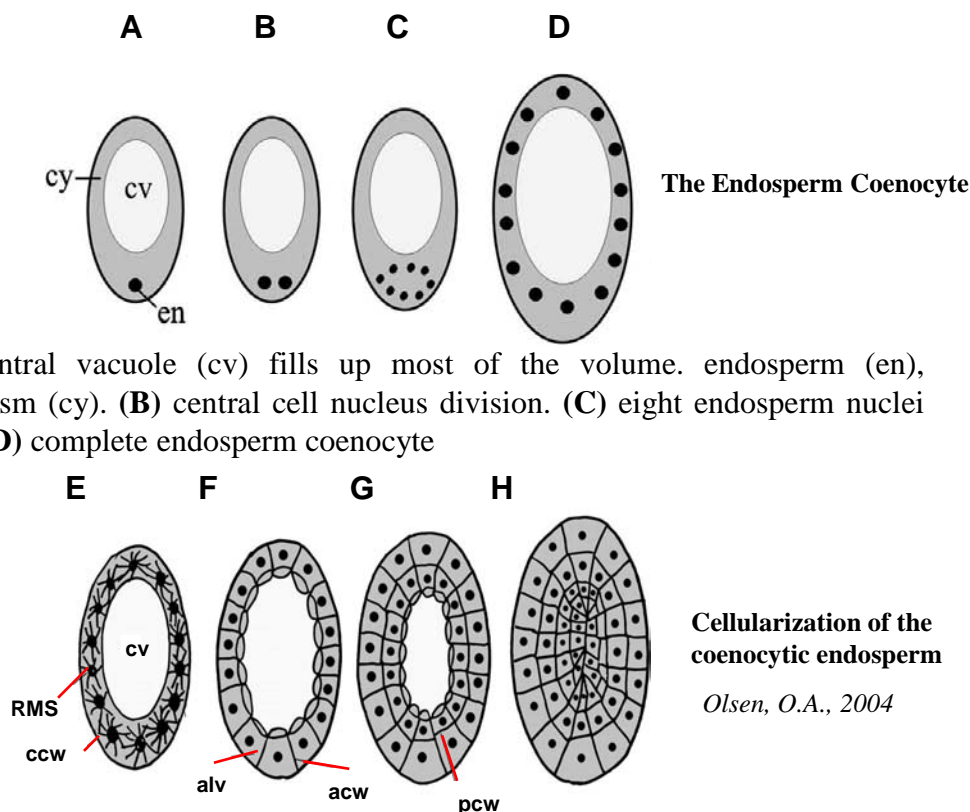 A B C D
cy
cv
The Endosperm Coenocyte
en
ntral vacuole (cv) fills up most of the volume. endosperm (en),
sm (cy). (B) central cell nucleus division. (C) eight endosperm nuclei
D) complete endosperm coenocyte
E F G H
cv
Cellularization of the
coenocytic endosperm
RMS
Olsen, O.A., 2004
ccw
alv
acw
pcw